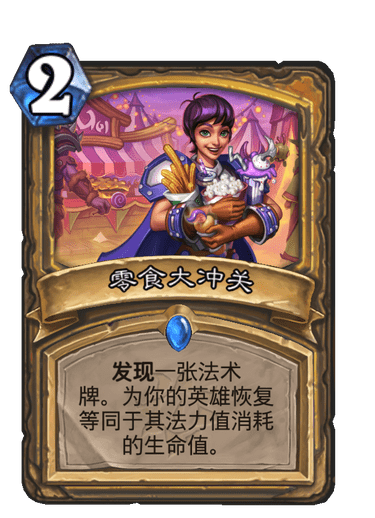 2
零食大冲关
发现一张法术
牌。为你的英雄恢复
等同于其法力值消耗
的生命值。